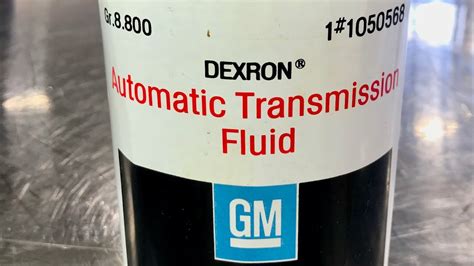 Gr.8.800
1#1050568
DEXRON®
Automatic Transmission
Fluid
GM